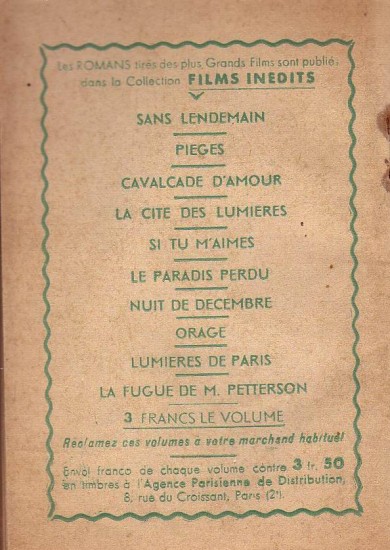 Les ROMANS tirés des plus Grands Films sont publiés
dans la Collection FILMS INEDITS
SANS LENDEMAIN
PIEGES
CAVALCADE D'AMOUR
LA CITE DES LUMIERES
SI TU M'AIMES
LE PARADIS PERDU
NUIT DE DECEMBRE
ORAGE
LUMIERES DE PARIS
LA FUGUE DE M. PETTERSON
3 FRANCS LE VOLUME
Réclamez ces volumes à votre marchand habituel
Envoi franco de chaque volume contre 3 fr. 50
en timbres à l'Agence Parisienne de Distribution,
8, rue du Croissant, Paris (2e).